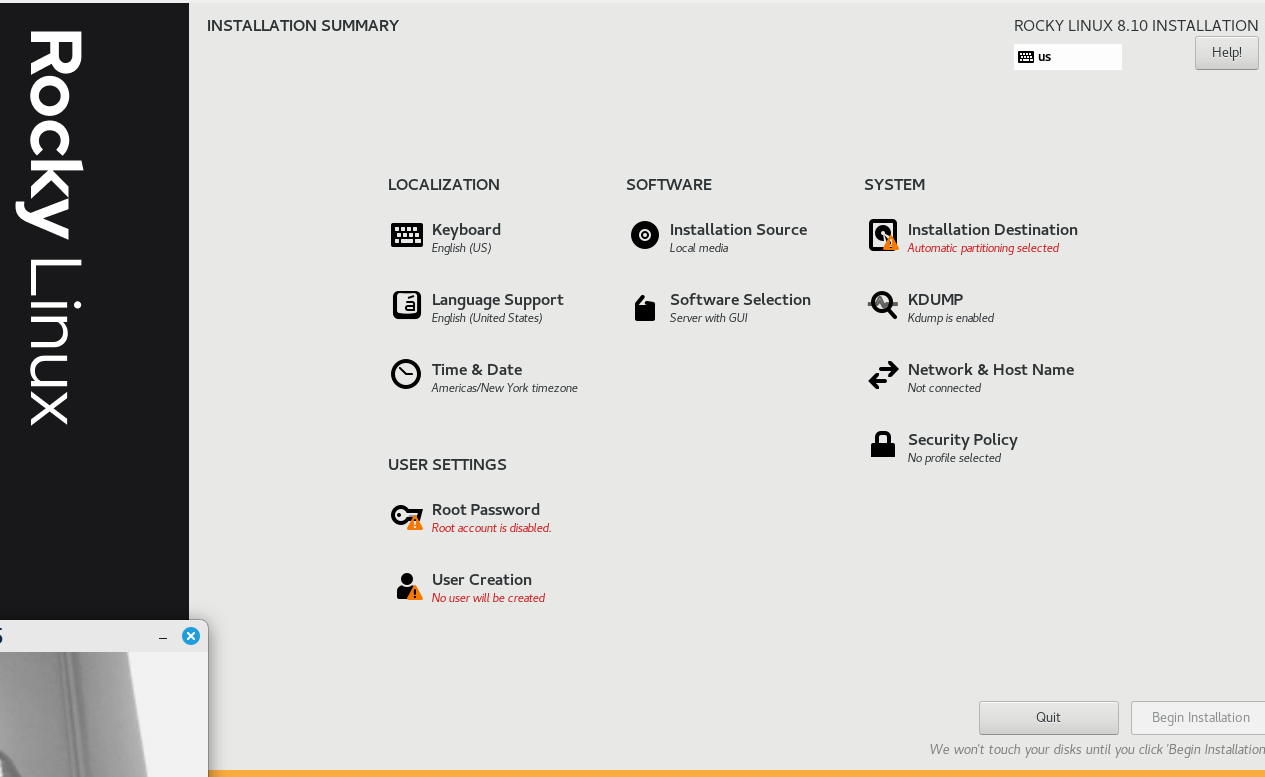 Rocky Linux
INSTALLATION SUMMARY
ROCKY LINUX 8.10 INSTALLATION
us
Help!
LOCALIZATION
Keyboard
English (US)
Language Support
English (United States)
Time & Date
Americas/New York timezone
SOFTWARE
Installation Source
Local media
Software Selection
Server with GUI
SYSTEM
Installation Destination
Automatic partitioning selected
KDUMP
Kdump is enabled
Network & Host Name
Not connected
Security Policy
No profile selected
USER SETTINGS
Root Password
Root account is disabled.
User Creation
No user will be created
Quit
Begin Installation
We won't touch your disks until you click 'Begin Installation